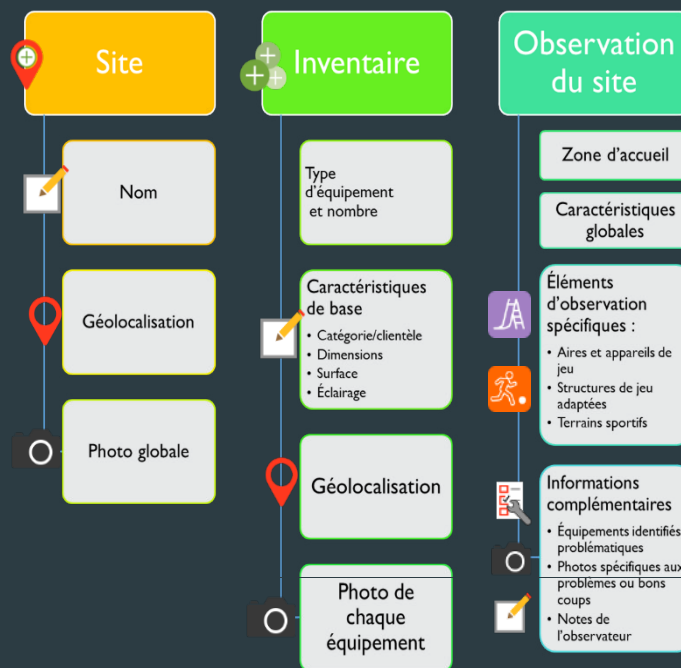 Site
Nom
Géolocalisation
Photo globale
Inventaire
Type
d'équipement
et nombre
Caractéristiques
de base
• Catégorie/clientèle
• Dimensions
• Surface
• Éclairage
Géolocalisation
Photo de
chaque
équipement
Observation
du site
Zone d'accueil
Caractéristiques
globales
Éléments
d'observation
spécifiques :
• Aires et appareils de
jeu
• Structures de jeu
adaptées
• Terrains sportifs
Informations
complémentaires
• Équipements identifiés
problématiques
• Photos spécifiques aux
problèmes ou bons
coups
• Notes de
l'observateur